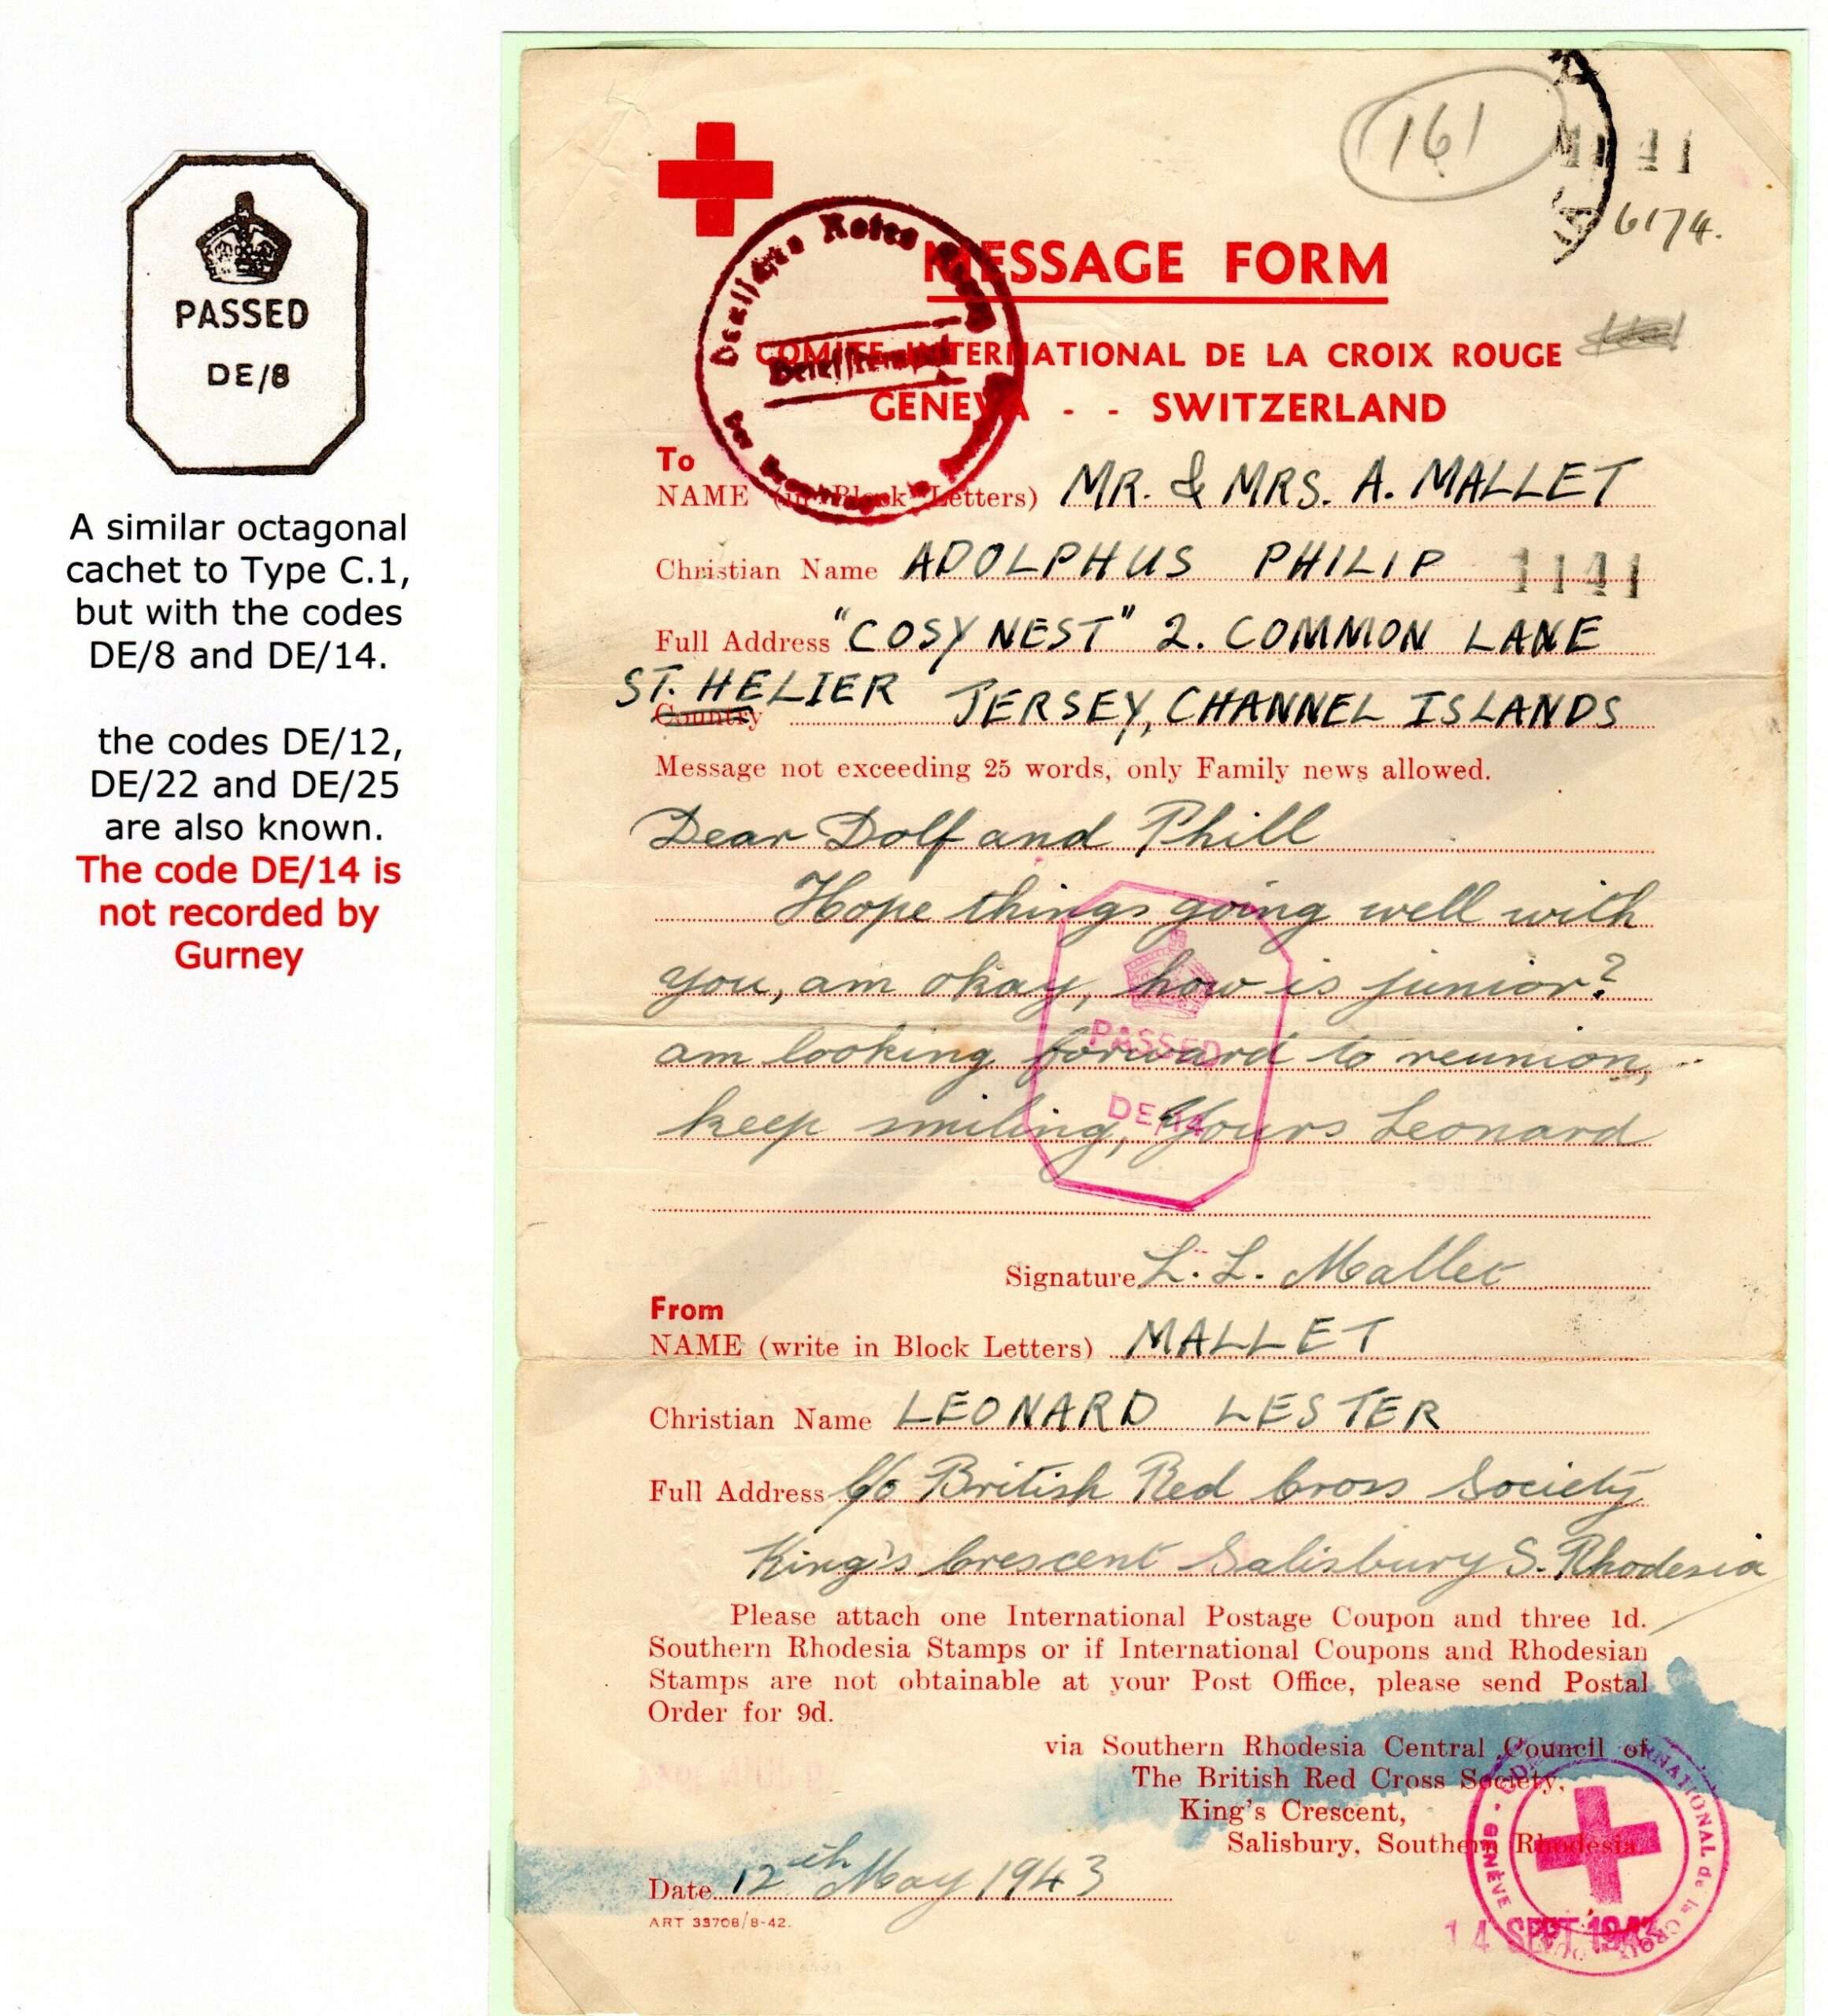 PASSED
DE/8
A similar octagonal
cachet to Type C.1,
but with the codes
DE/8 and DE/14.
the codes DE/12,
DE/22 and DE/25
are also known.
The code DE/14 is
not recorded by
Gurney
161
6174.
MESSAGE FORM
COMITE INTERNATIONAL DE LA CROIX ROUGE
GENEVA - - SWITZERLAND
To
NAME (in Block Letters) MR. & MRS. A. MALLET
Christian Name ADOLPHUS PHILIP 1141
Full Address "COSY NEST" 2. COMMON LANE
ST. HELIER JERSEY, CHANNEL ISLANDS
Country
Message not exceeding 25 words, only Family news allowed.
Dear Dolf and Phill
Hope things going well with
you, am okay, how is junior?
am looking forward to reunion,
keep smiling, Yours Leonard
PASSED
DE/14
Signature L. L. Mallet
From
NAME (write in Block Letters) MALLET
Christian Name LEONARD LESTER
Full Address c/o British Red Cross Society
King's Crescent Salisbury S. Rhodesia
Please attach one International Postage Coupon and three 1d.
Southern Rhodesia Stamps or if International Coupons and Rhodesian
Stamps are not obtainable at your Post Office, please send Postal
Order for 9d.
via Southern Rhodesia Central Council of
The British Red Cross Society,
King's Crescent,
Salisbury, Southern Rhodesia.
Date 12th May 1943
ART 33708/8-42.
GENÈVE INTERNATIONAL de la CROIX
14 SEPT 1943